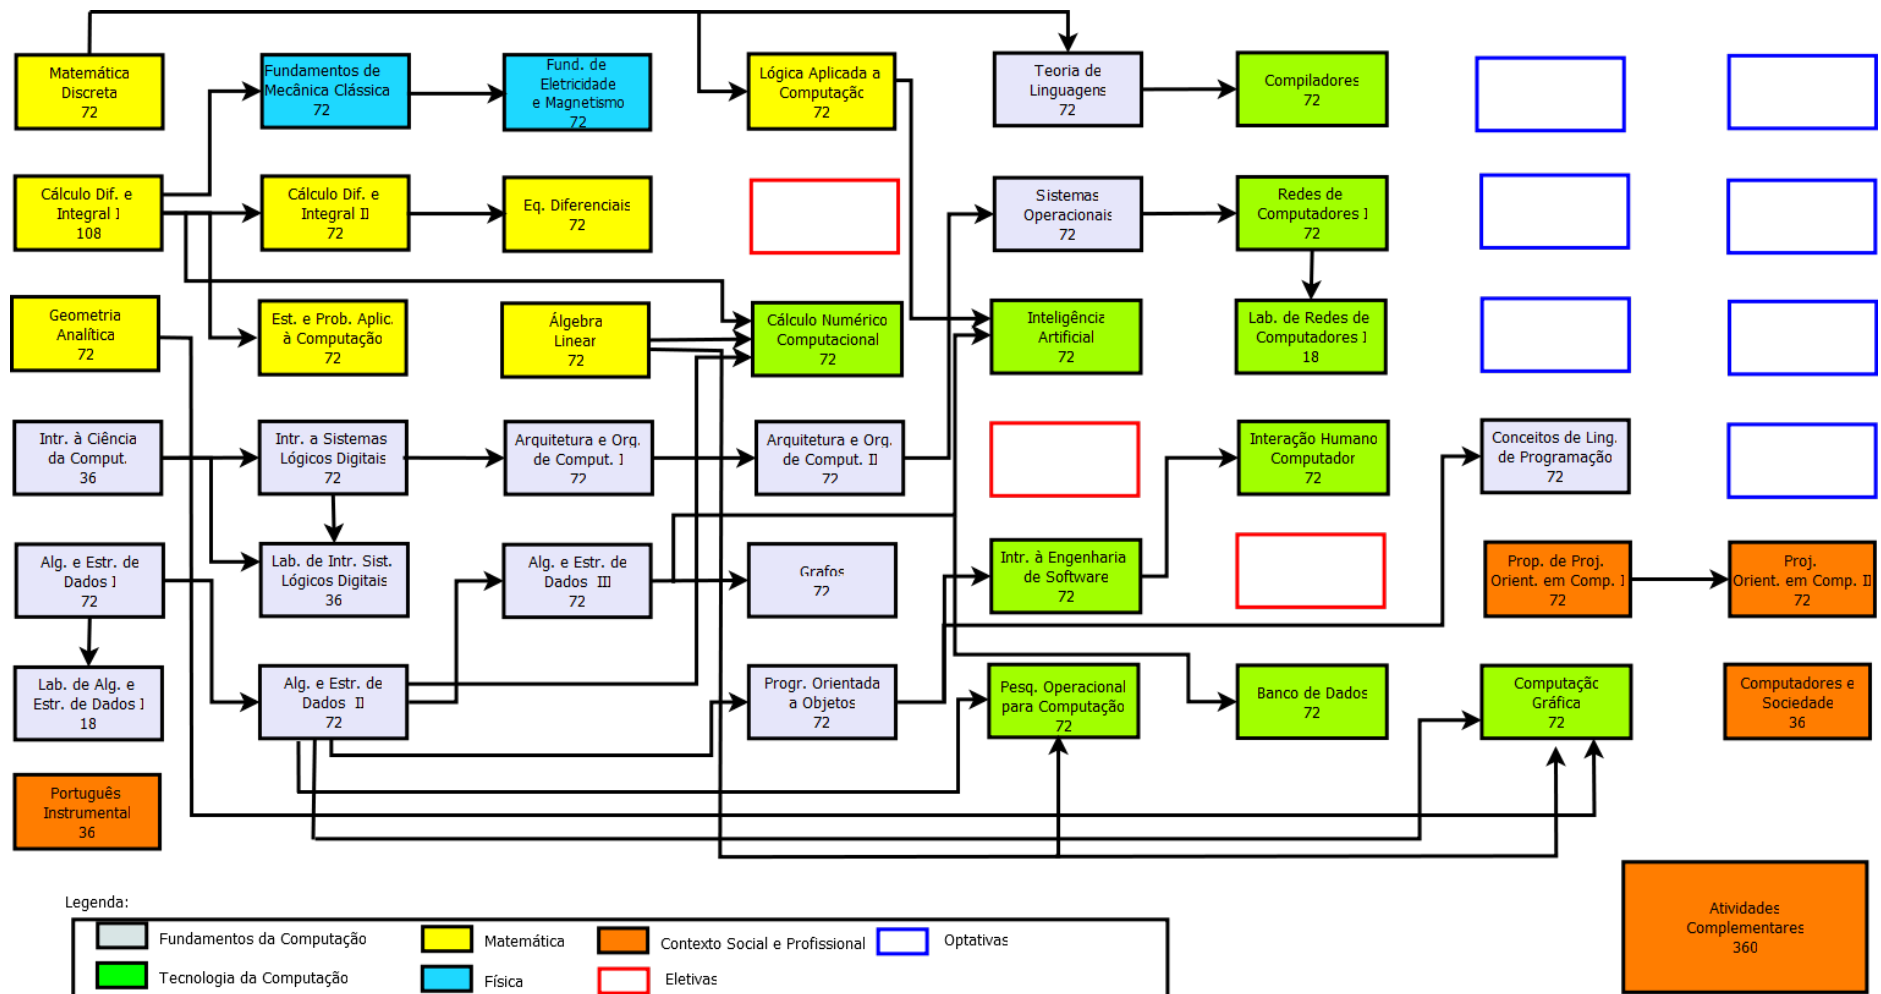 Matemática
Discreta
72
Fundamentos de
Mecânica Clássica
72
Fund. de
Eletricidade
e Magnetismo
72
Lógica Aplicada a
Computação
72
Teoria de
Linguagens
72
Compiladores
72
Cálculo Dif. e
Integral I
108
Cálculo Dif. e
Integral II
72
Eq. Diferenciais
72
Sistemas
Operacionais
72
Redes de
Computadores I
72
Geometria
Analítica
72
Est. e Prob. Aplic.
à Computação
72
Álgebra
Linear
72
Cálculo Numérico
Computacional
72
Inteligência
Artificial
72
Lab. de Redes de
Computadores I
18
Intr. à Ciência
da Comput.
36
Intr. a Sistemas
Lógicos Digitais
72
Arquitetura e Org.
de Comput. I
72
Arquitetura e Org.
de Comput. II
72
Interação Humano
Computador
72
Conceitos de Ling.
de Programação
72
Alg. e Estr. de
Dados I
72
Lab. de Intr. Sist.
Lógicos Digitais
36
Alg. e Estr. de
Dados III
72
Grafos
72
Intr. à Engenharia
de Software
72
Prop. de Proj.
Orient. em Comp. I
72
Proj.
Orient. em Comp. II
72
Lab. de Alg. e
Estr. de Dados I
18
Alg. e Estr. de
Dados II
72
Progr. Orientada
a Objetos
72
Pesq. Operacional
para Computação
72
Banco de Dados
72
Computação
Gráfica
72
Computadores e
Sociedade
36
Português
Instrumental
36
Atividades
Complementares
360
Legenda:
Fundamentos da Computação
Matemática
Contexto Social e Profissional
Optativas
Tecnologia da Computação
Física
Eletivas